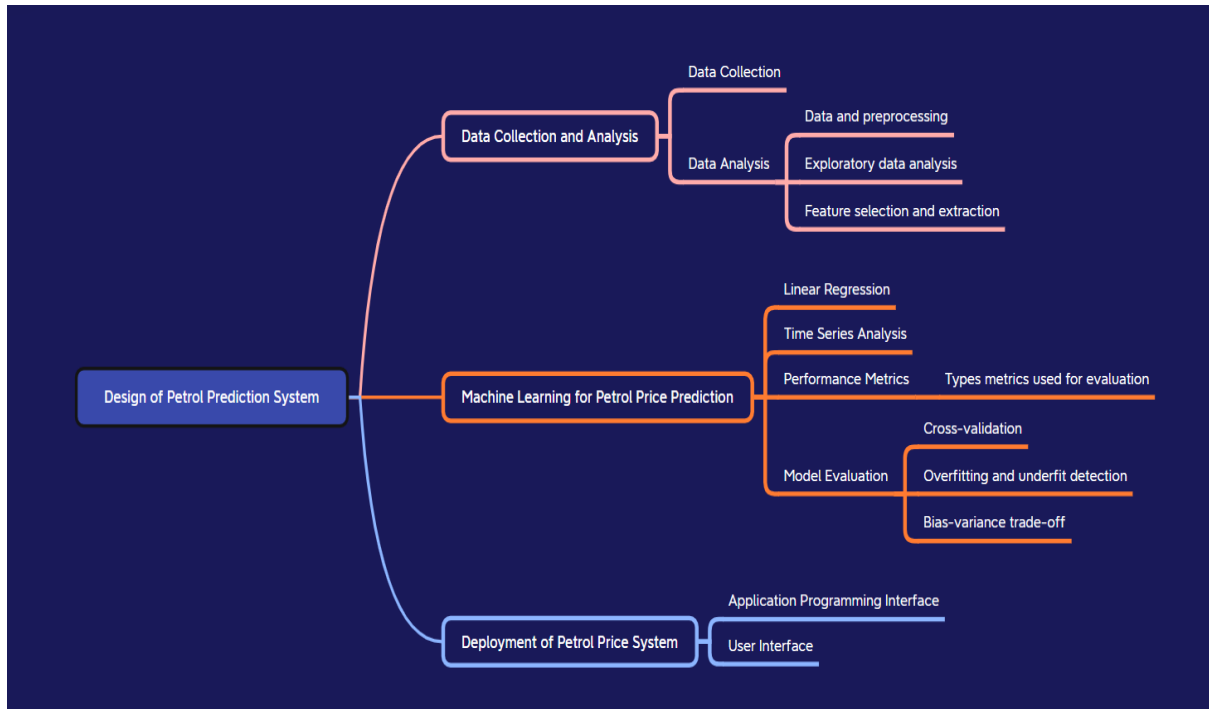 Design of Petrol Prediction System
Data Collection and Analysis
Data Collection
Data Analysis
Data and preprocessing
Exploratory data analysis
Feature selection and extraction
Machine Learning for Petrol Price Prediction
Linear Regression
Time Series Analysis
Performance Metrics
Types metrics used for evaluation
Model Evaluation
Cross-validation
Overfitting and underfit detection
Bias-variance trade-off
Deployment of Petrol Price System
Application Programming Interface
User Interface